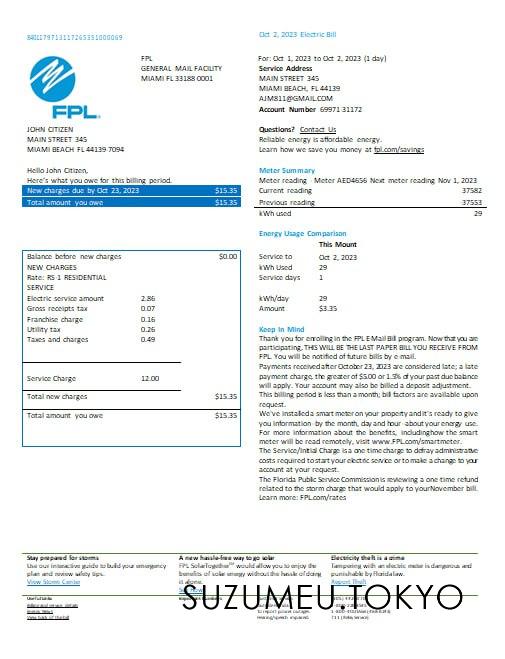 8401179713117265351000069
Oct 2, 2023 Electric Bill
FPL
FPL
GENERAL MAIL FACILITY
MIAMI FL 33188 0001
For: Oct 1, 2023 to Oct 2, 2023 (1 day)
Service Address
MAIN STREET 345
MIAMI BEACH, FL 44139
AJM811@GMAIL.COM
Account Number 69971 31172
JOHN CITIZEN
MAIN STREET 345
MIAMI BEACH FL 44139 7094
Questions? Contact Us
Reliable energy is affordable energy.
Learn how we save you money at fpl.com/savings
Hello John Citizen,
Here's what you owe for this billing period.
New charges due by Oct 23, 2023 $15.35
Total amount you owe $15.35
Meter Summary
Meter reading Meter AED4656 Next meter reading Nov 1, 2023
Current reading 37582
Previous reading 37553
kWh used 29
Energy Usage Comparison
This Mount
Service to Oct 2, 2023
kWh Used 29
Service days 1
kWh/day 29
Amount $3.35
Balance before new charges $0.00
NEW CHARGES
Rate: RS-1 RESIDENTIAL
SERVICE
Electric service amount 2.86
Gross receipts tax 0.07
Franchise charge 0.16
Utility tax 0.26
Taxes and charges 0.49
Service Charge 12.00
Total new charges $15.35
Total amount you owe $15.35
Keep In Mind
Thank you for enrolling in the FPL E-Mail Bill program. Now that you are
participating, THIS WILL BE THE LAST PAPER BILL YOU RECEIVE FROM
FPL. You will be notified of future bills by e-mail.
Payments received after October 23, 2023 are considered late; a late
payment charge, the greater of $5.00 or 1.5% of your past due balance
will apply. Your account may also be billed a deposit adjustment.
This billing period is less than a month; bill factors are available upon
request.
We've installed a smart meter on your property and it's ready to give
you information-by the month, day and hour-about your energy use.
For more information about the benefits, including how the smart
meter will be read remotely, visit www.FPL.com/smartmeter.
The Service/Initial Charge is a one time charge to defray administrative
costs required to start your electric service or to make a change to your
account at your request.
The Florida Public Service Commission is reviewing a one time refund
related to the storm charge that would apply to your November bill.
Learn more: FPL.com/rates
Stay prepared for storms
Use our interactive guide to build your emergency
plan and review safety tips.
View Storm Center
A new hassle-free way to go solar
FPL SolarTogether℠ would allow you to enjoy the
benefits of solar energy without the hassle of doing
it alone.
Electricity theft is a crime
Tampering with an electric meter is dangerous and
punishable by Florida law.
Report Theft
SUZUMEU.TOKYO
Useful Links
Billing and service details
View back of the bill
To report power outages:
Hearing/speech impaired: